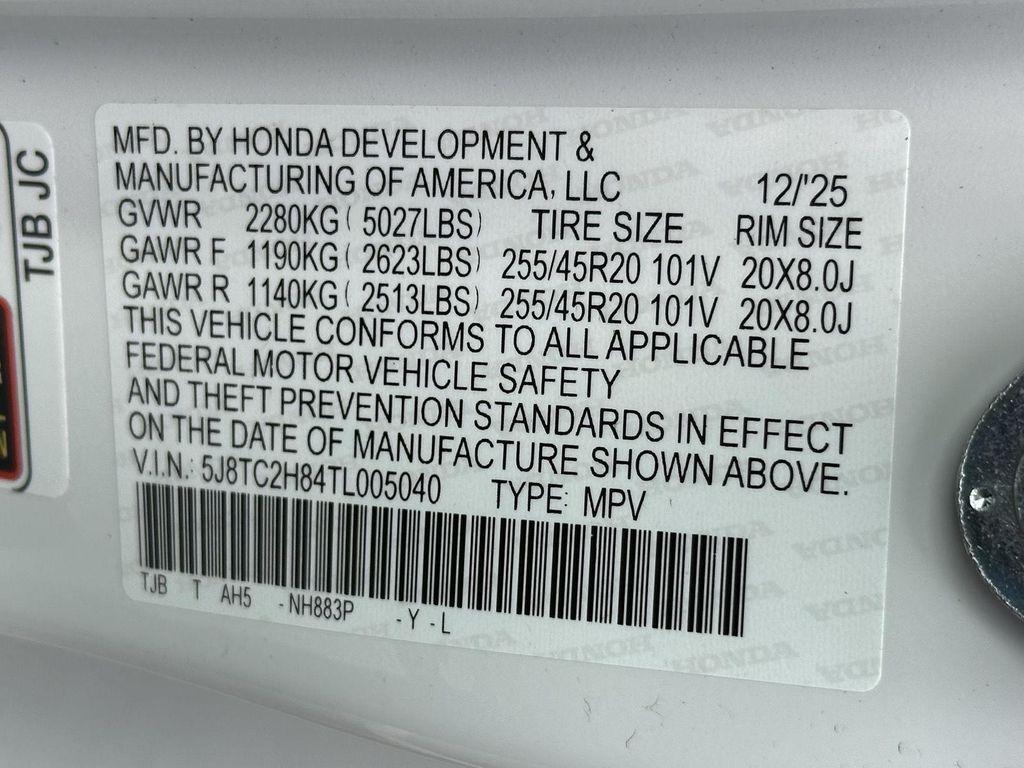 TJB JC
MFD. BY HONDA DEVELOPMENT &
MANUFACTURING OF AMERICA, LLC 12/'25
GVWR 2280KG ( 5027LBS) TIRE SIZE RIM SIZE
GAWR F 1190KG ( 2623LBS) 255/45R20 101V 20X8.0J
GAWR R 1140KG ( 2513LBS) 255/45R20 101V 20X8.0J
THIS VEHICLE CONFORMS TO ALL APPLICABLE
FEDERAL MOTOR VEHICLE SAFETY
AND THEFT PREVENTION STANDARDS IN EFFECT
ON THE DATE OF MANUFACTURE SHOWN ABOVE.
V.I.N.: 5J8TC2H84TL005040 TYPE: MPV
TJB T AH5 -NH883P -Y -L